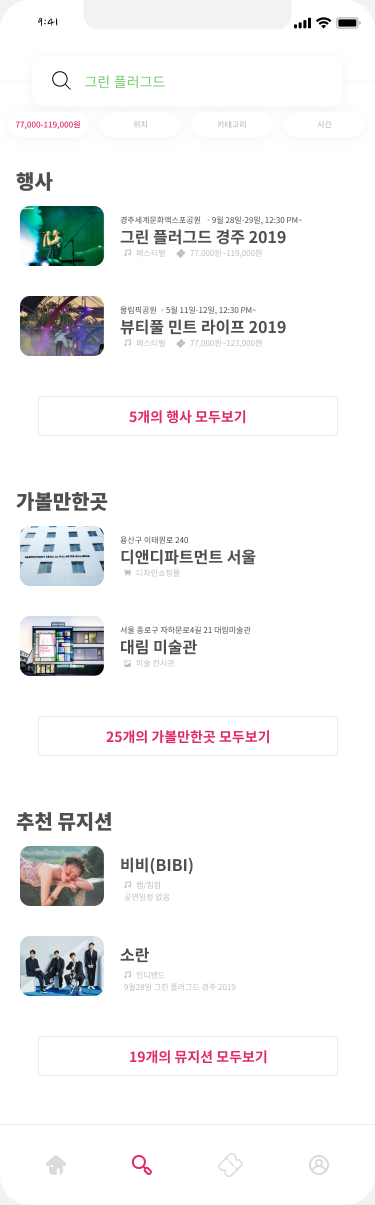 9:41
그린 플러그드
77,000-119,000원
위치
카테고리
시간
행사
경주세계문화엑스포공원 · 9월 28일-29일, 12:30 PM~
그린 플러그드 경주 2019
페스티벌 77,000원~119,000원
올림픽공원 · 5월 11일-12일, 12:30 PM~
뷰티풀 민트 라이프 2019
페스티벌 77,000원~123,000원
5개의 행사 모두보기
가볼만한곳
용산구 이태원로 240
디앤디파트먼트 서울
디자인쇼핑몰
서울 종로구 자하문로4길 21 대림미술관
대림 미술관
미술 전시관
25개의 가볼만한곳 모두보기
추천 뮤지션
비비(BIBI)
랩/힙합
공연일정 없음
소란
인디밴드
9월28일 그린 플러그드.경주 2019
19개의 뮤지션 모두보기